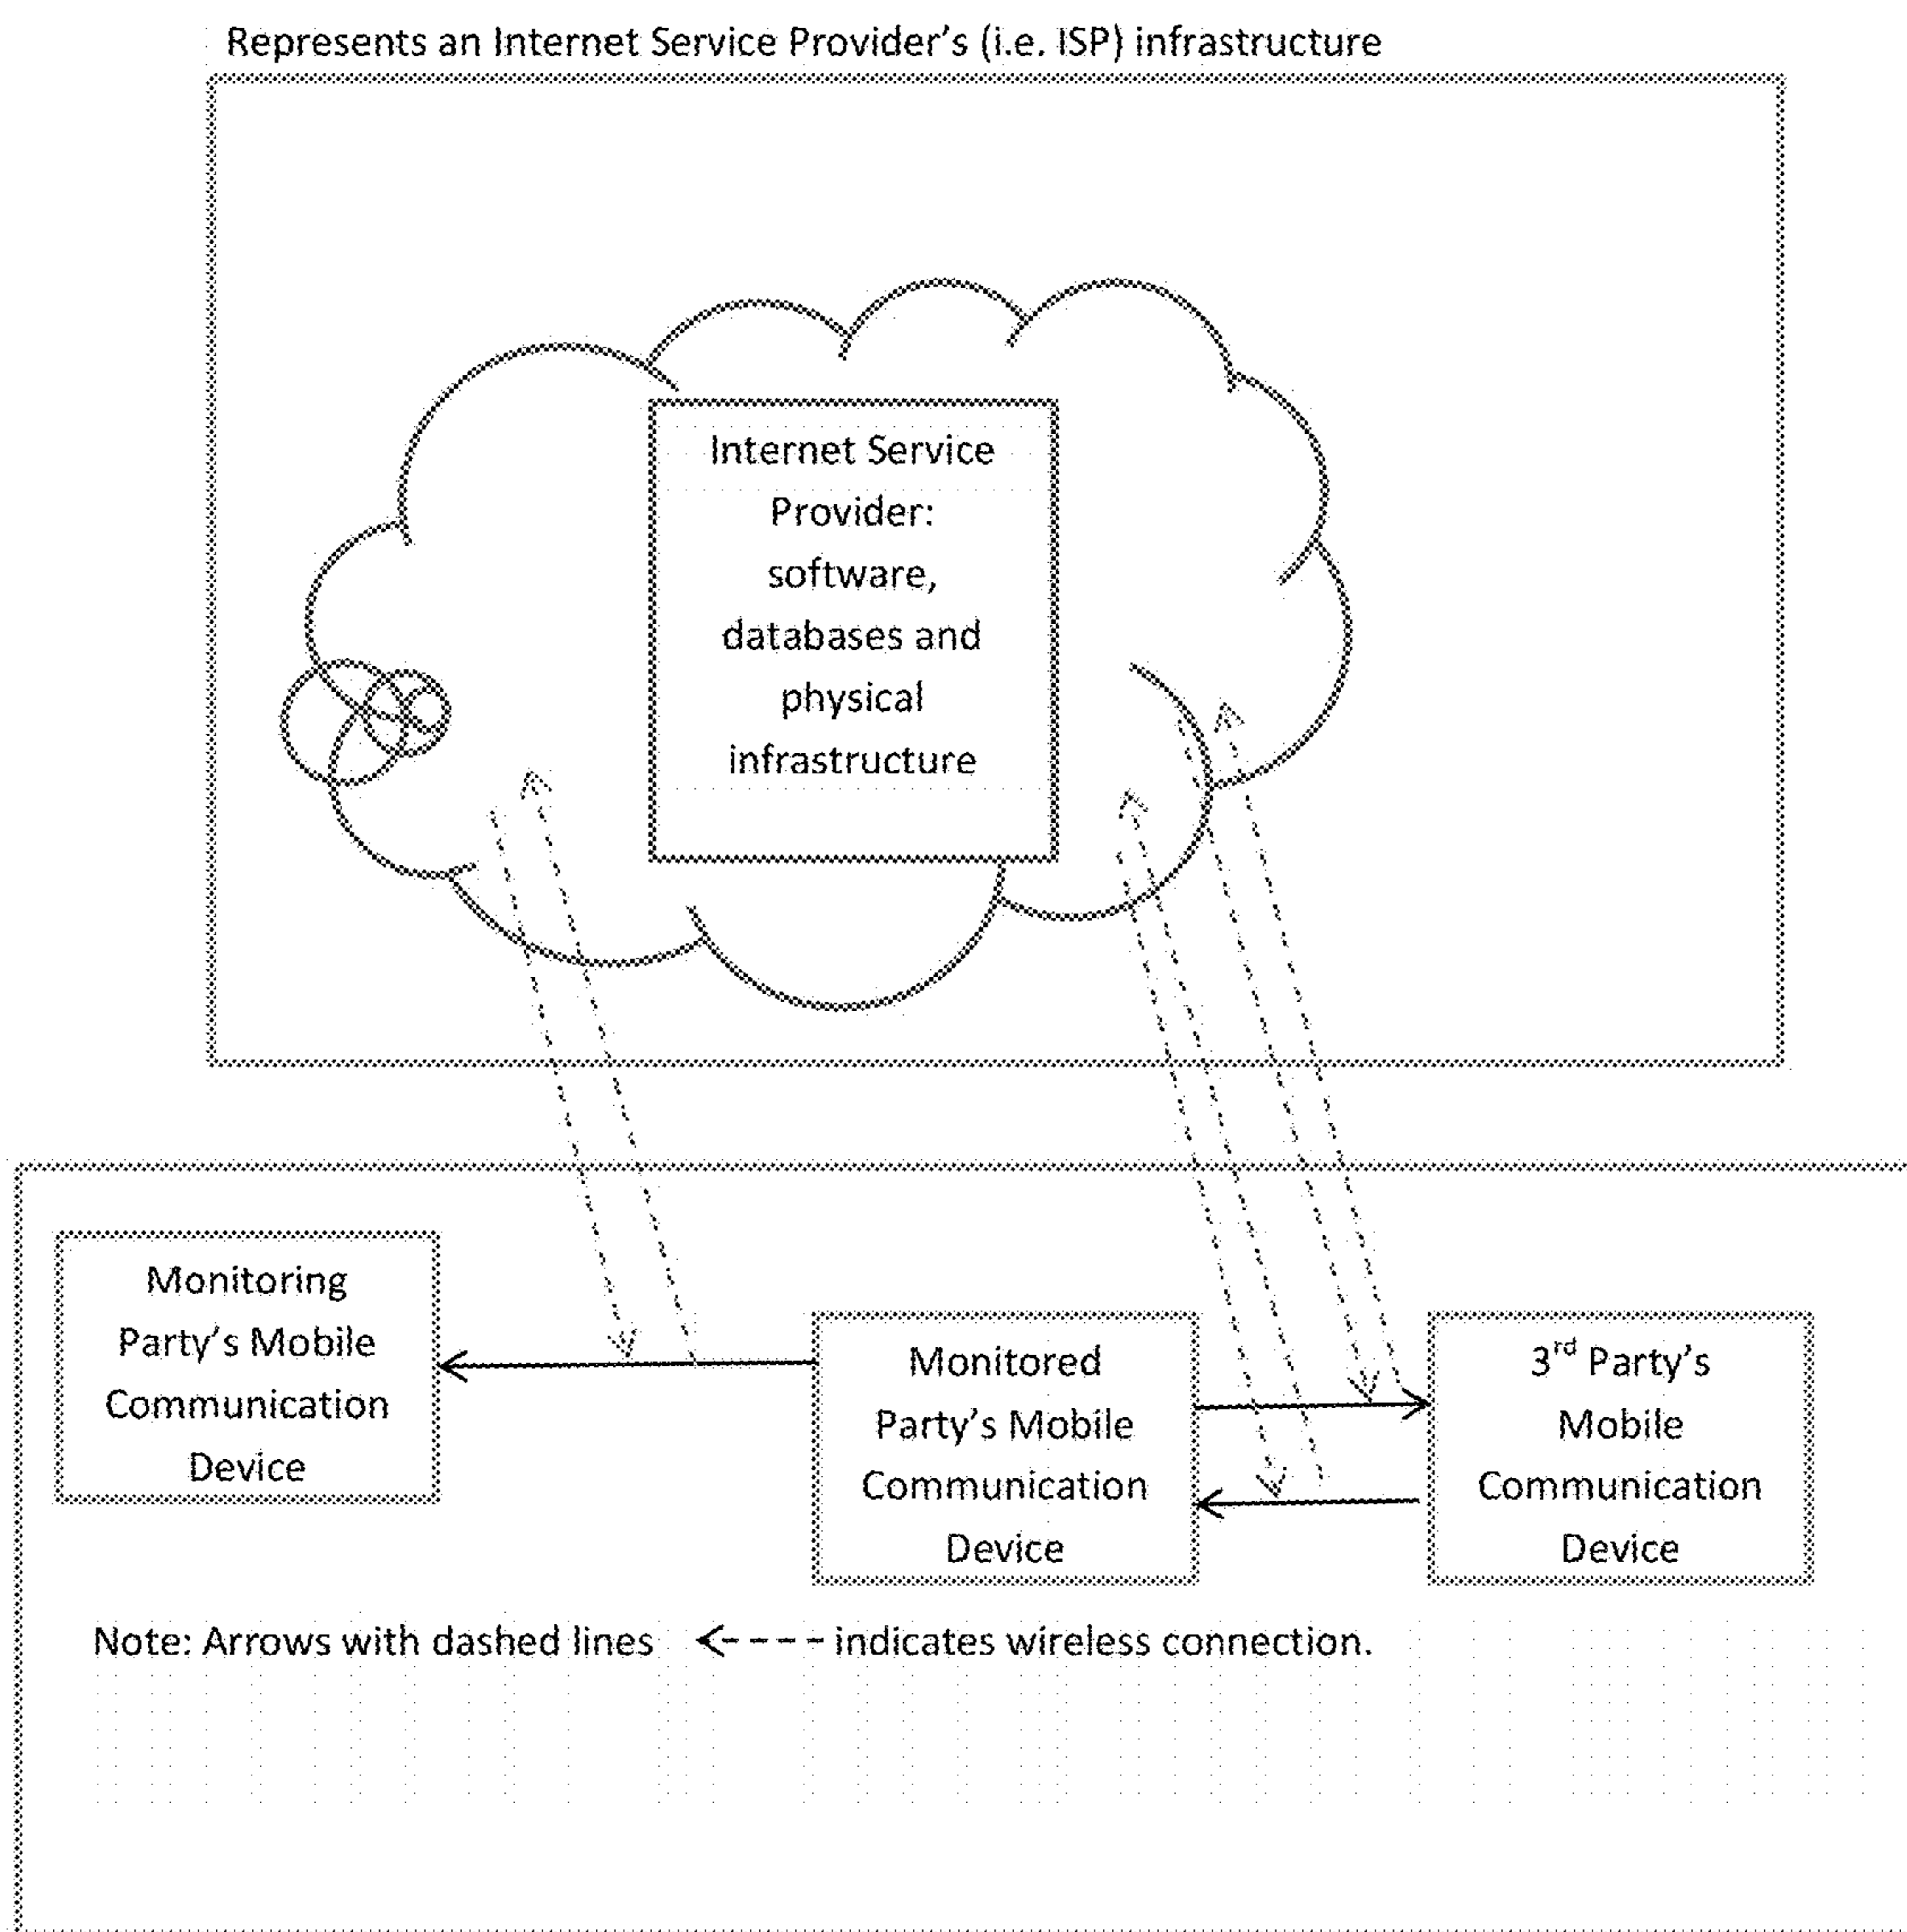 Represents an Internet Service Provider's (i.e. ISP) infrastructure
Internet Service
Provider:
software,
databases and
physical
infrastructure
Monitoring
Party's Mobile
Communication
Device
Monitored
Party's Mobile
Communication
Device
3rd Party's
Mobile
Communication
Device
Note: Arrows with dashed lines indicates wireless connection.